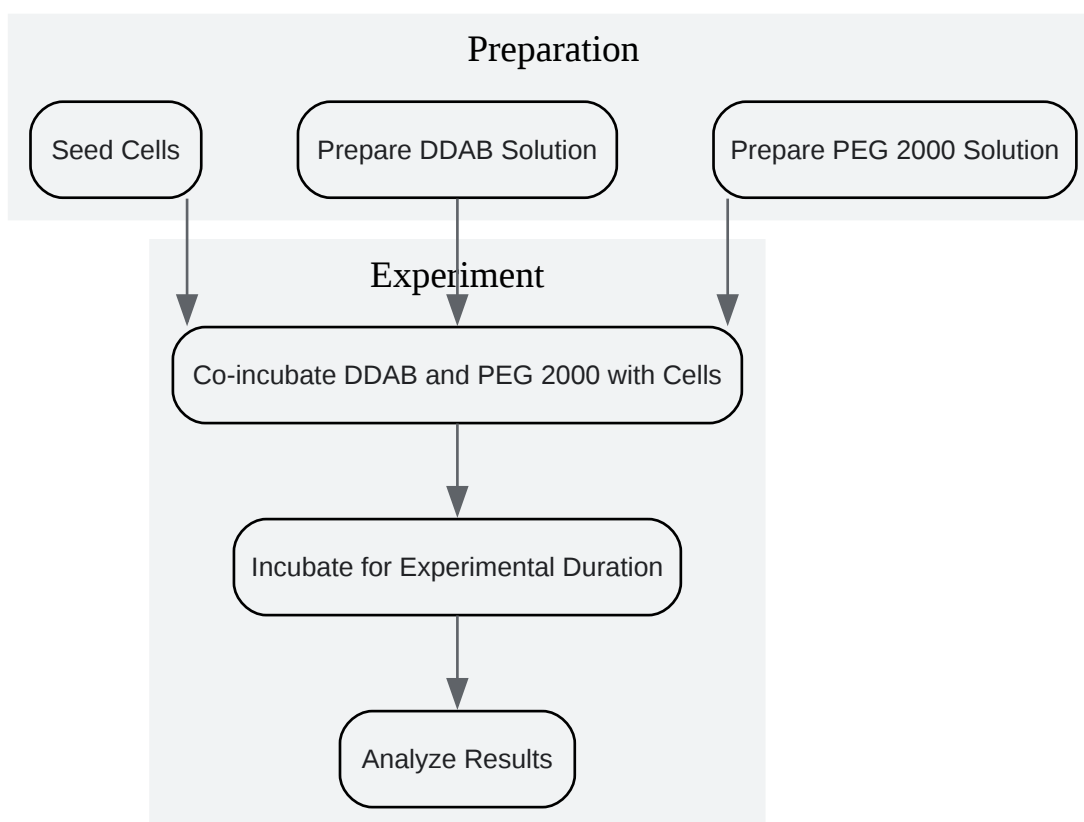 Preparation
Seed Cells
Prepare DDAB Solution
Prepare PEG 2000 Solution
Experiment
Co-incubate DDAB and PEG 2000 with Cells
Incubate for Experimental Duration
Analyze Results